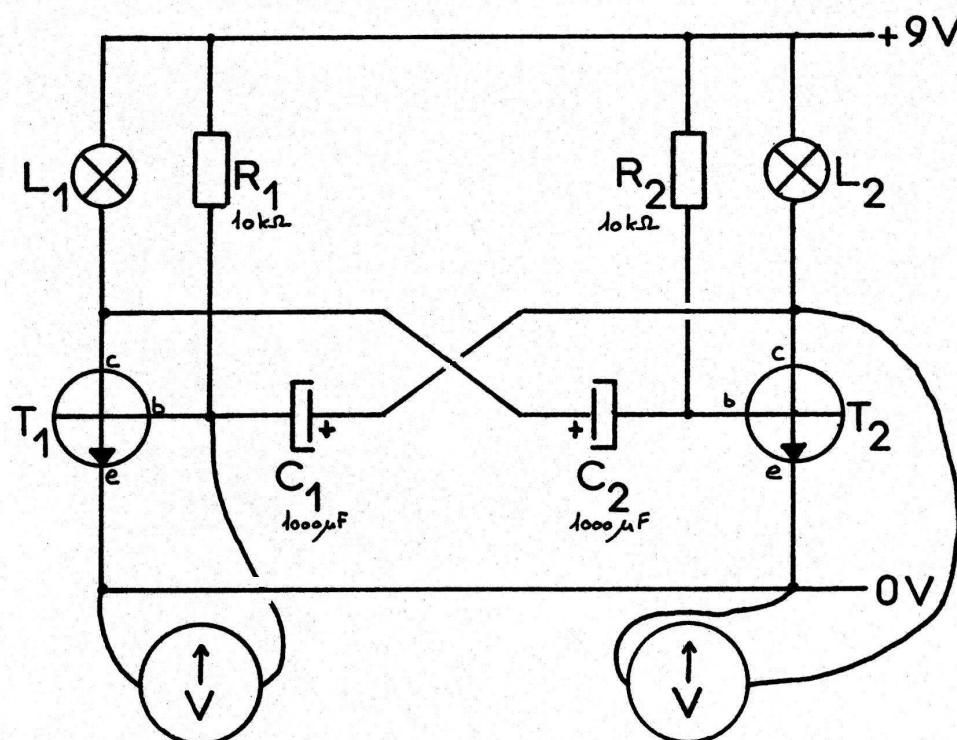 +9V
L1
R1
10kΩ
R2
10kΩ
L2
c
c
T1
b
b
T2
e
+
+
e
C1
1000µF
C2
1000µF
0V
V
V